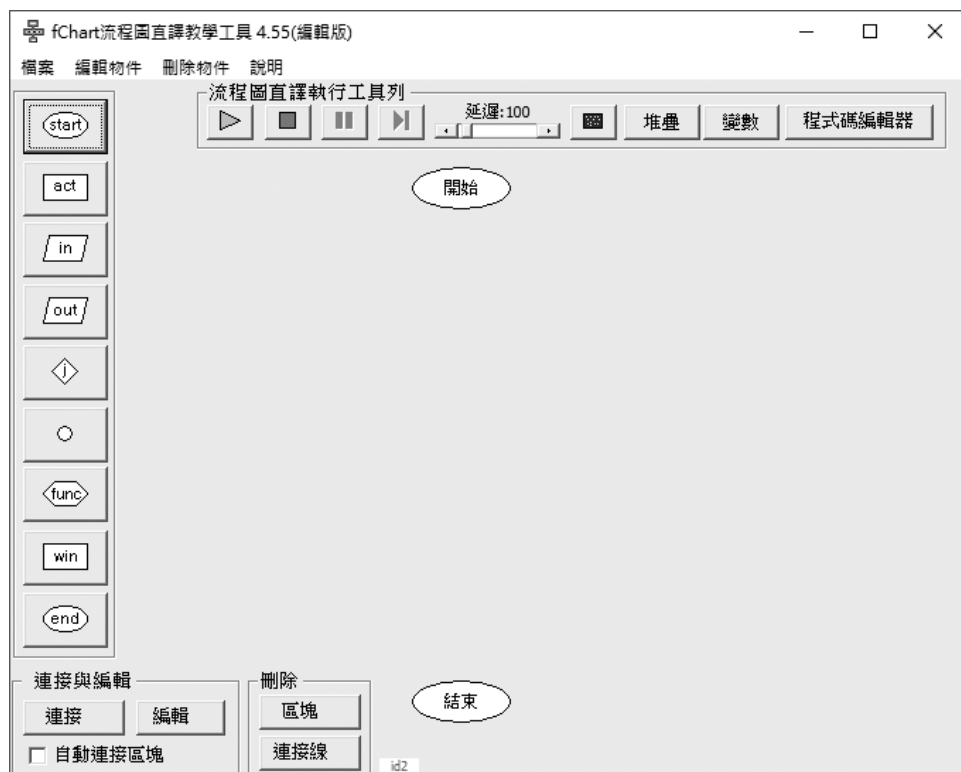 fChart流程圖直譯教學工具 4.55(編輯版)
檔案 編輯物件 刪除物件 說明
流程圖直譯執行工具列
延遲:100
堆疊 變數 程式碼編輯器
start
act
in
out
j
func
win
end
開始
結束
連接與編輯
連接 編輯
自動連接區塊
刪除
區塊
連接線
id2